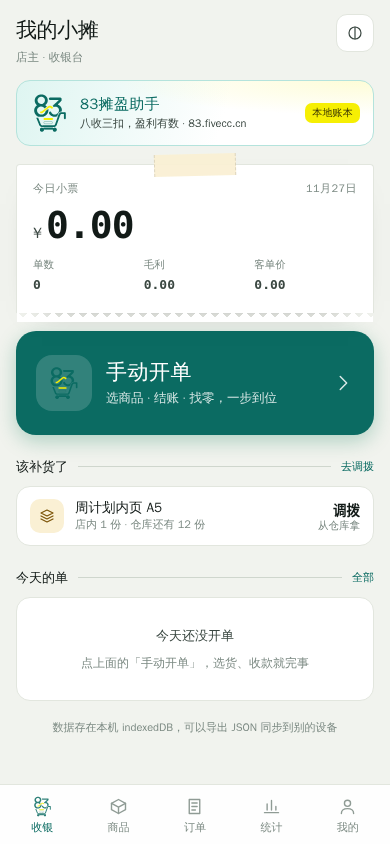 我的小摊
店主 · 收银台
83摊盈助手
八收三扣，盈利有数 · 83.fivecc.cn
本地账本
今日小票
11月27日
¥ 0.00
单数 毛利 客单价
0 0.00 0.00
手动开单
选商品 · 结账 · 找零，一步到位
该补货了
去调拨
周计划内页 A5
店内 1 份 · 仓库还有 12 份
调拨
从仓库拿
今天的单
全部
今天还没开单
点上面的「手动开单」，选货、收款就完事
数据存在本机 indexedDB，可以导出 JSON 同步到别的设备
收银 商品 订单 统计 我的